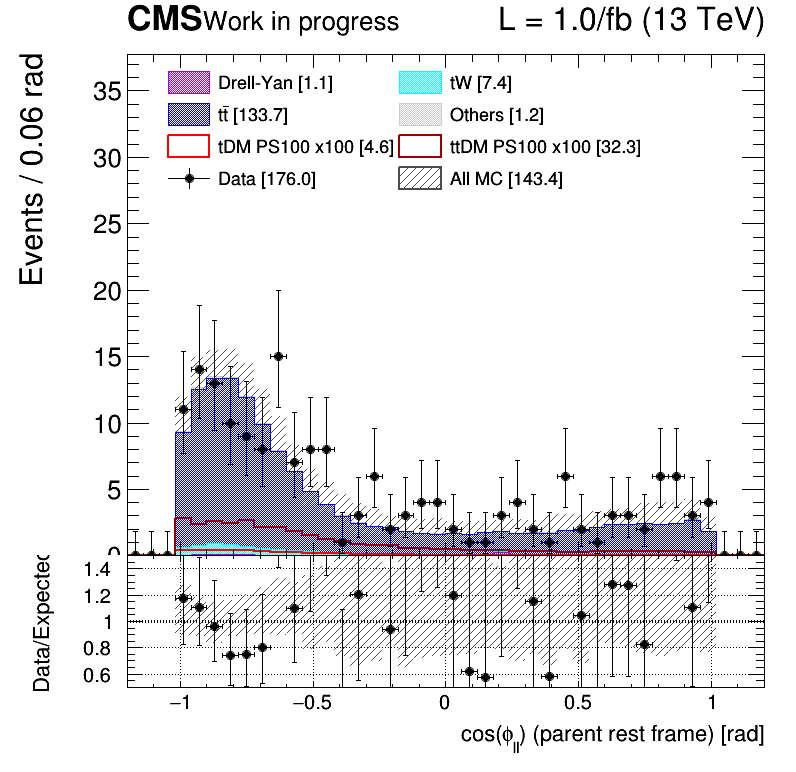 CMS Work in progress L = 1.0/fb (13 TeV)
Events / 0.06 rad
35
30
25
20
15
10
5
0
Drell-Yan [1.1] tW [7.4]
tt̄ [133.7] Others [1.2]
tDM PS100 x100 [4.6] ttDM PS100 x100 [32.3]
Data [176.0] All MC [143.4]
Data/Expected
1.4
1.2
1
0.8
0.6
−1 −0.5 0 0.5 1
cos(ϕ_ll) (parent rest frame) [rad]